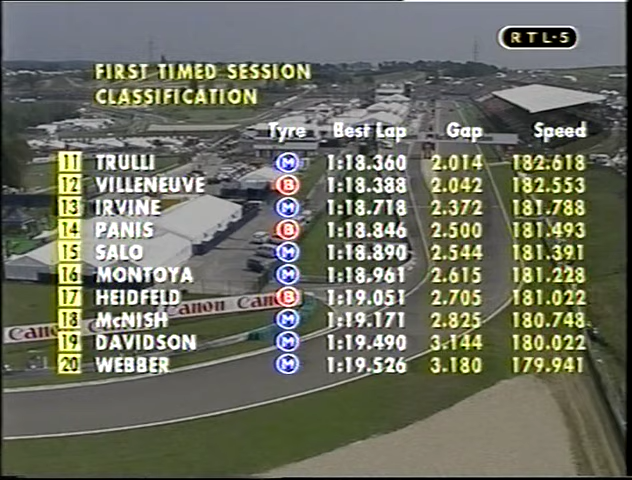 RTL·5
FIRST TIMED SESSION
CLASSIFICATION
Tyre Best Lap Gap Speed
11 TRULLI M 1:18.360 2.014 182.618
12 VILLENEUVE B 1:18.388 2.042 182.553
13 IRVINE M 1:18.718 2.372 181.788
14 PANIS B 1:18.846 2.500 181.493
15 SALO M 1:18.890 2.544 181.391
16 MONTOYA M 1:18.961 2.615 181.228
17 HEIDFELD B 1:19.051 2.705 181.022
18 McNISH M 1:19.171 2.825 180.748
19 DAVIDSON M 1:19.490 3.144 180.022
20 WEBBER M 1:19.526 3.180 179.941
Canon Canon Canon